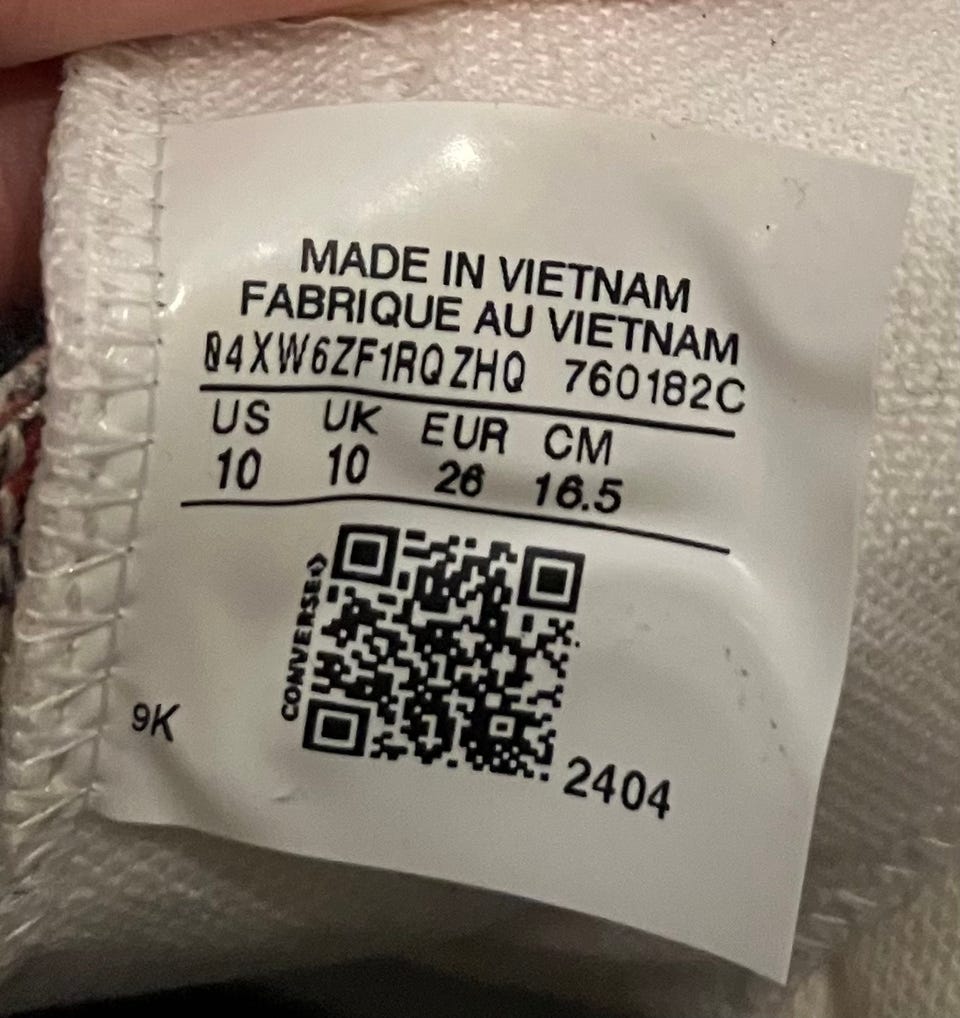 MADE IN VIETNAM
FABRIQUE AU VIETNAM
04XW6ZF1RQZHQ 760182C
US UK EUR CM
10 10 26 16.5
CONVERSE
9K
2404